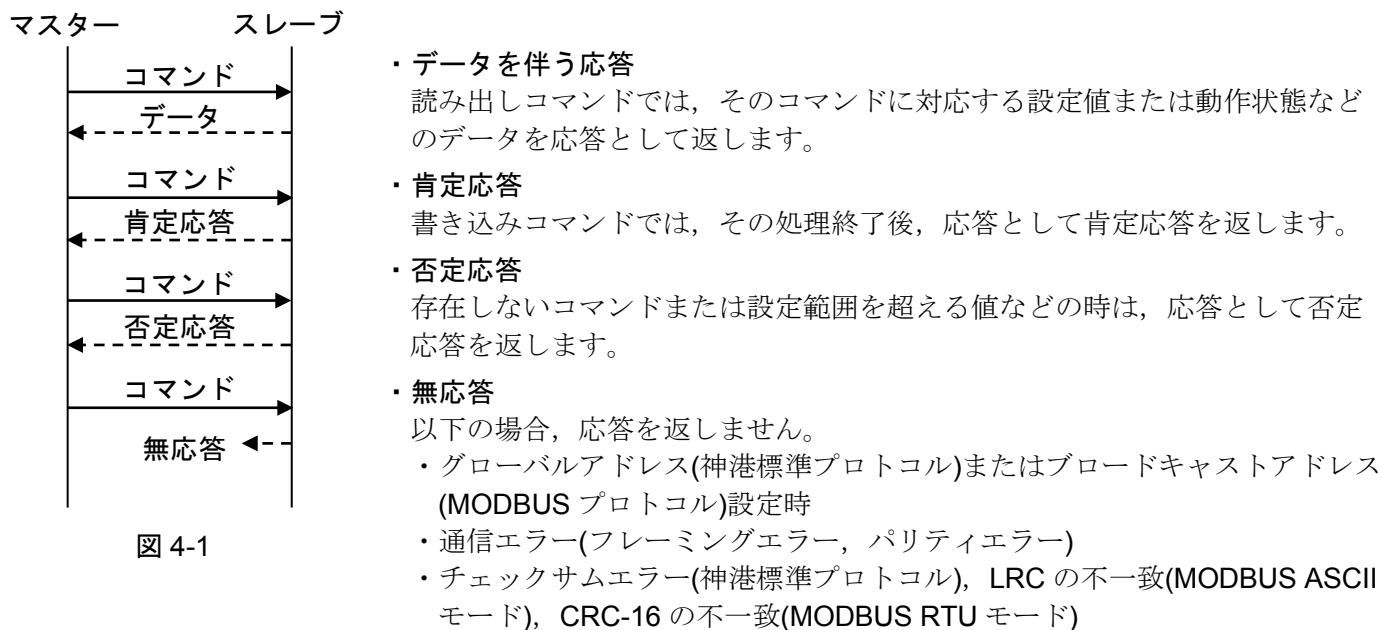 マスター スレーブ
コマンド
データ
コマンド
肯定応答
コマンド
否定応答
コマンド
無応答
図 4-1
・データを伴う応答
読み出しコマンドでは，そのコマンドに対応する設定値または動作状態など
のデータを応答として返します。
・肯定応答
書き込みコマンドでは，その処理終了後，応答として肯定応答を返します。
・否定応答
存在しないコマンドまたは設定範囲を超える値などの時は，応答として否定
応答を返します。
・無応答
以下の場合，応答を返しません。
・グローバルアドレス(神港標準プロトコル)またはブロードキャストアドレス
(MODBUS プロトコル)設定時
・通信エラー(フレーミングエラー，パリティエラー)
・チェックサムエラー(神港標準プロトコル)，LRC の不一致(MODBUS ASCII
モード)，CRC-16 の不一致(MODBUS RTU モード)